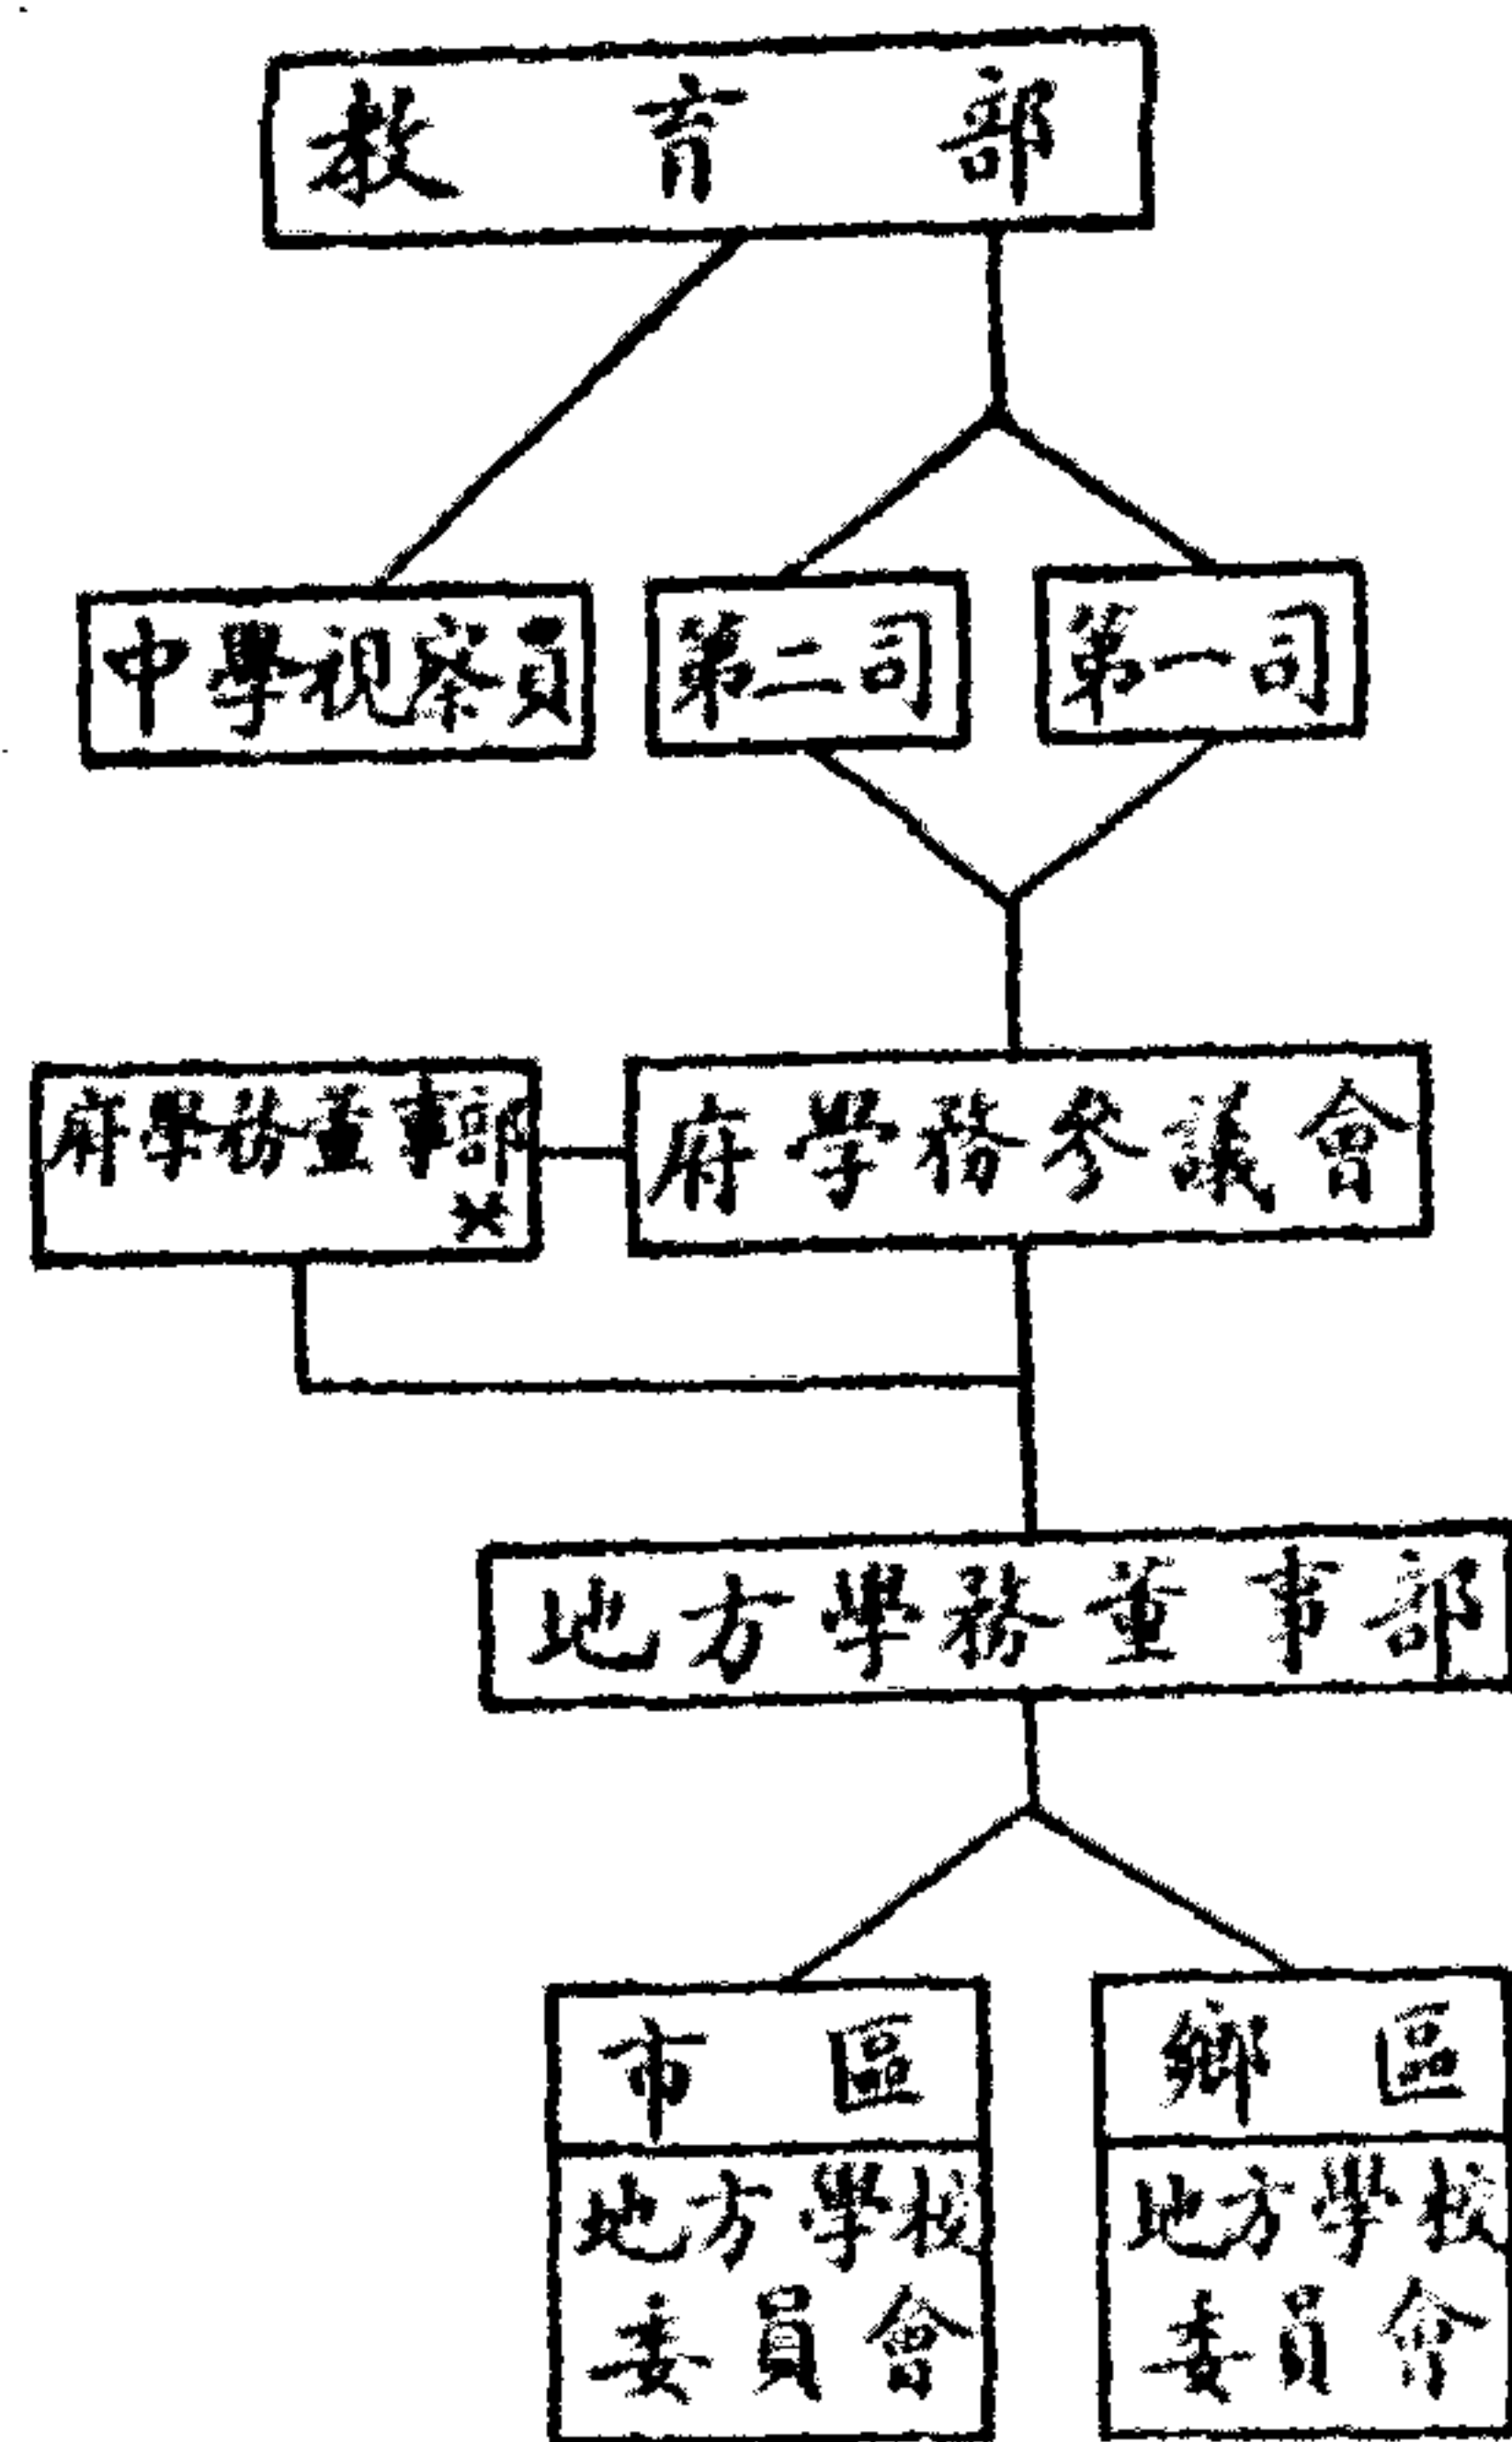 教育部
中學視察員
第二司
第一司
府學務董事部
×
府學務參議會
地方學務董事部
市區
地方學校
委員會
鄉區
地方學校
委員會